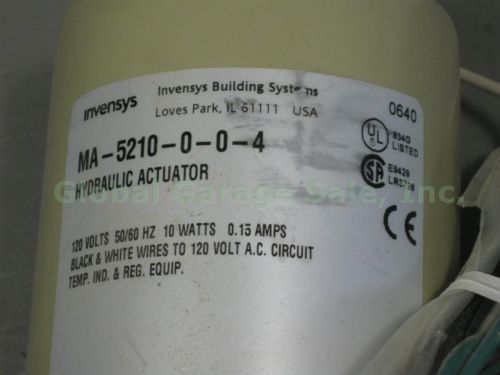 invensys
Invensys Building Systems
Loves Park, IL 61111 USA
0640
MA-5210-0-0-4
HYDRAULIC ACTUATOR
UL
834G
LISTED
E9429
LR3728
CE
120 VOLTS 50/60 HZ 10 WATTS 0.15 AMPS
BLACK & WHITE WIRES TO 120 VOLT A.C. CIRCUIT
TEMP. IND. & REG. EQUIP.
Global Garage Sale, Inc.